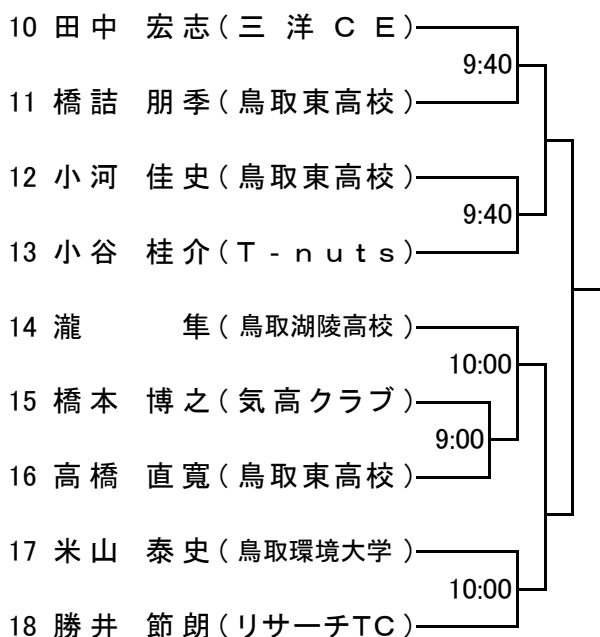 10 田中 宏志(三洋CE)
9:40
11 橋詰 朋季(鳥取東高校)
12 小河 佳史(鳥取東高校)
9:40
13 小谷 桂介(T-nuts)
14 瀧 隼(鳥取湖陵高校)
10:00
15 橋本 博之(気高クラブ)
9:00
16 高橋 直寛(鳥取東高校)
17 米山 泰史(鳥取環境大学)
10:00
18 勝井 節朗(リサーチTC)